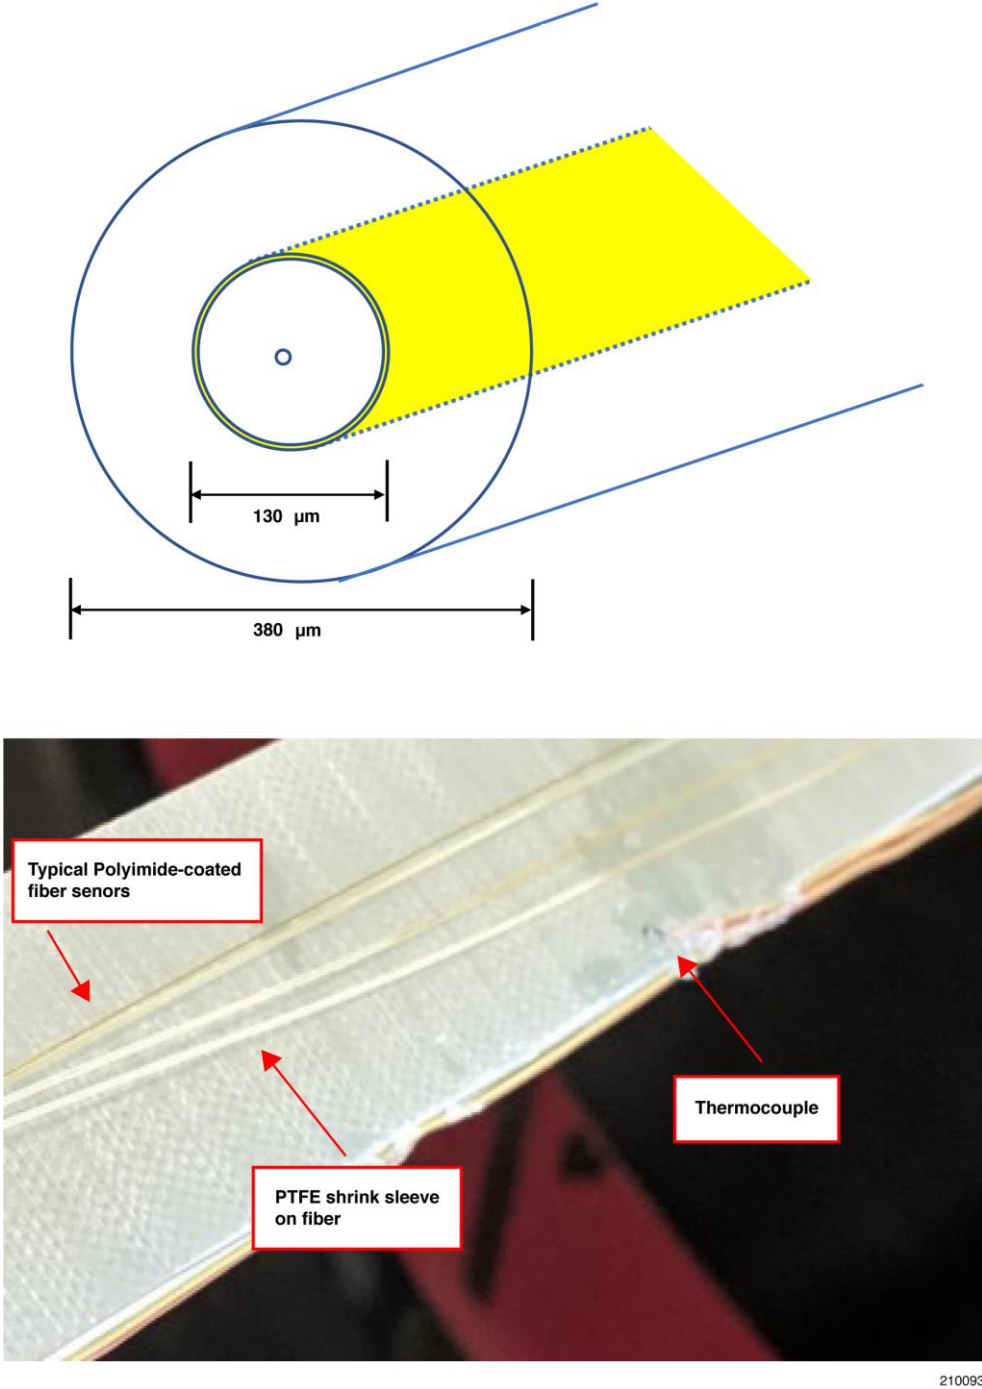 130 µm
380 µm
Typical Polyimide-coated
fiber senors
Thermocouple
PTFE shrink sleeve
on fiber
210093